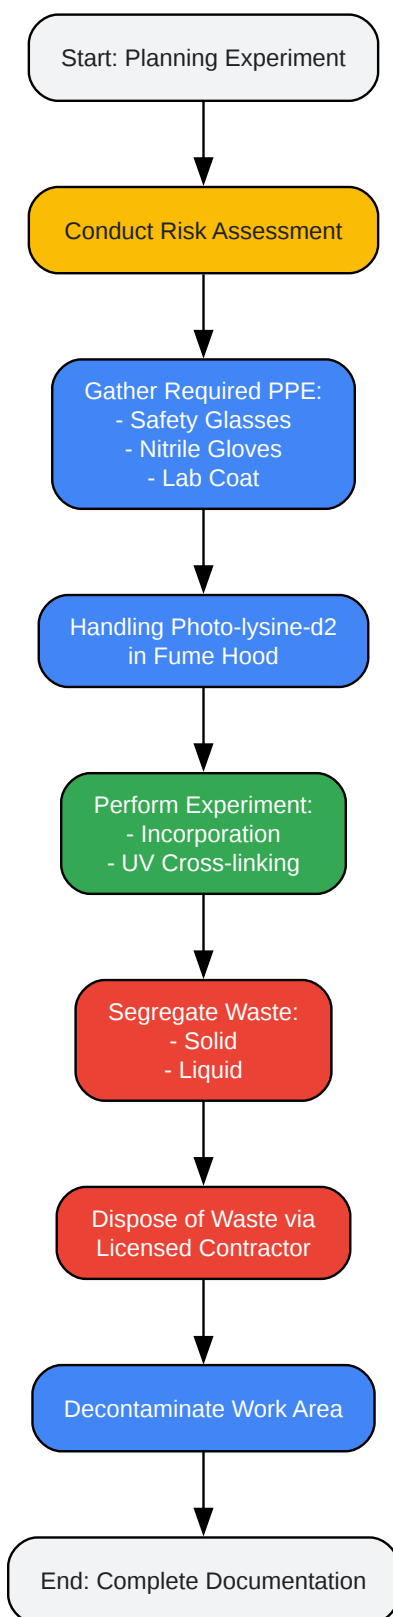 Start: Planning Experiment
Conduct Risk Assessment
Gather Required PPE:
- Safety Glasses
- Nitrile Gloves
- Lab Coat
Handling Photo-lysine-d2
in Fume Hood
Perform Experiment:
- Incorporation
- UV Cross-linking
Segregate Waste:
- Solid
- Liquid
Dispose of Waste via
Licensed Contractor
Decontaminate Work Area
End: Complete Documentation